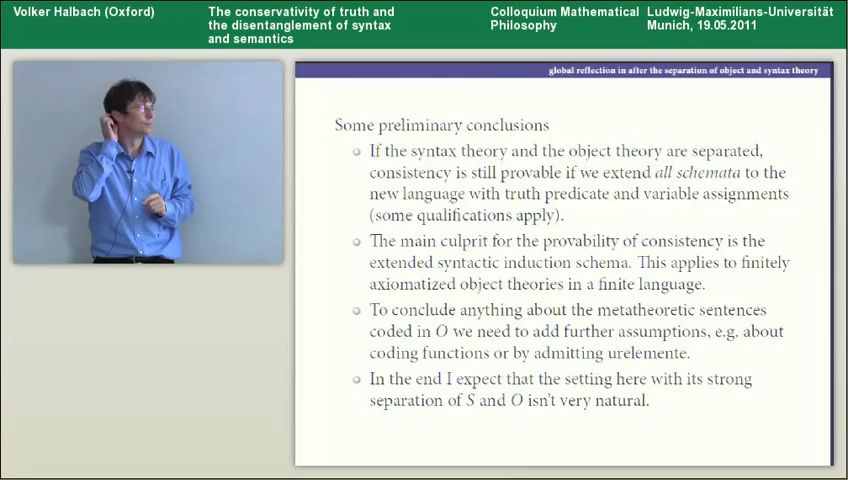 Volker Halbach (Oxford)
The conservativity of truth and
the disentanglement of syntax
and semantics
Colloquium Mathematical
Philosophy
Ludwig-Maximilians-Universität
Munich, 19.05.2011
global reflection in after the separation of object and syntax theory
Some preliminary conclusions
If the syntax theory and the object theory are separated,
consistency is still provable if we extend all schemata to the
new language with truth predicate and variable assignments
(some qualifications apply).
The main culprit for the provability of consistency is the
extended syntactic induction schema. This applies to finitely
axiomatized object theories in a finite language.
To conclude anything about the metatheoretic sentences
coded in O we need to add further assumptions, e.g. about
coding functions or by admitting urelemente.
In the end I expect that the setting here with its strong
separation of S and O isn't very natural.